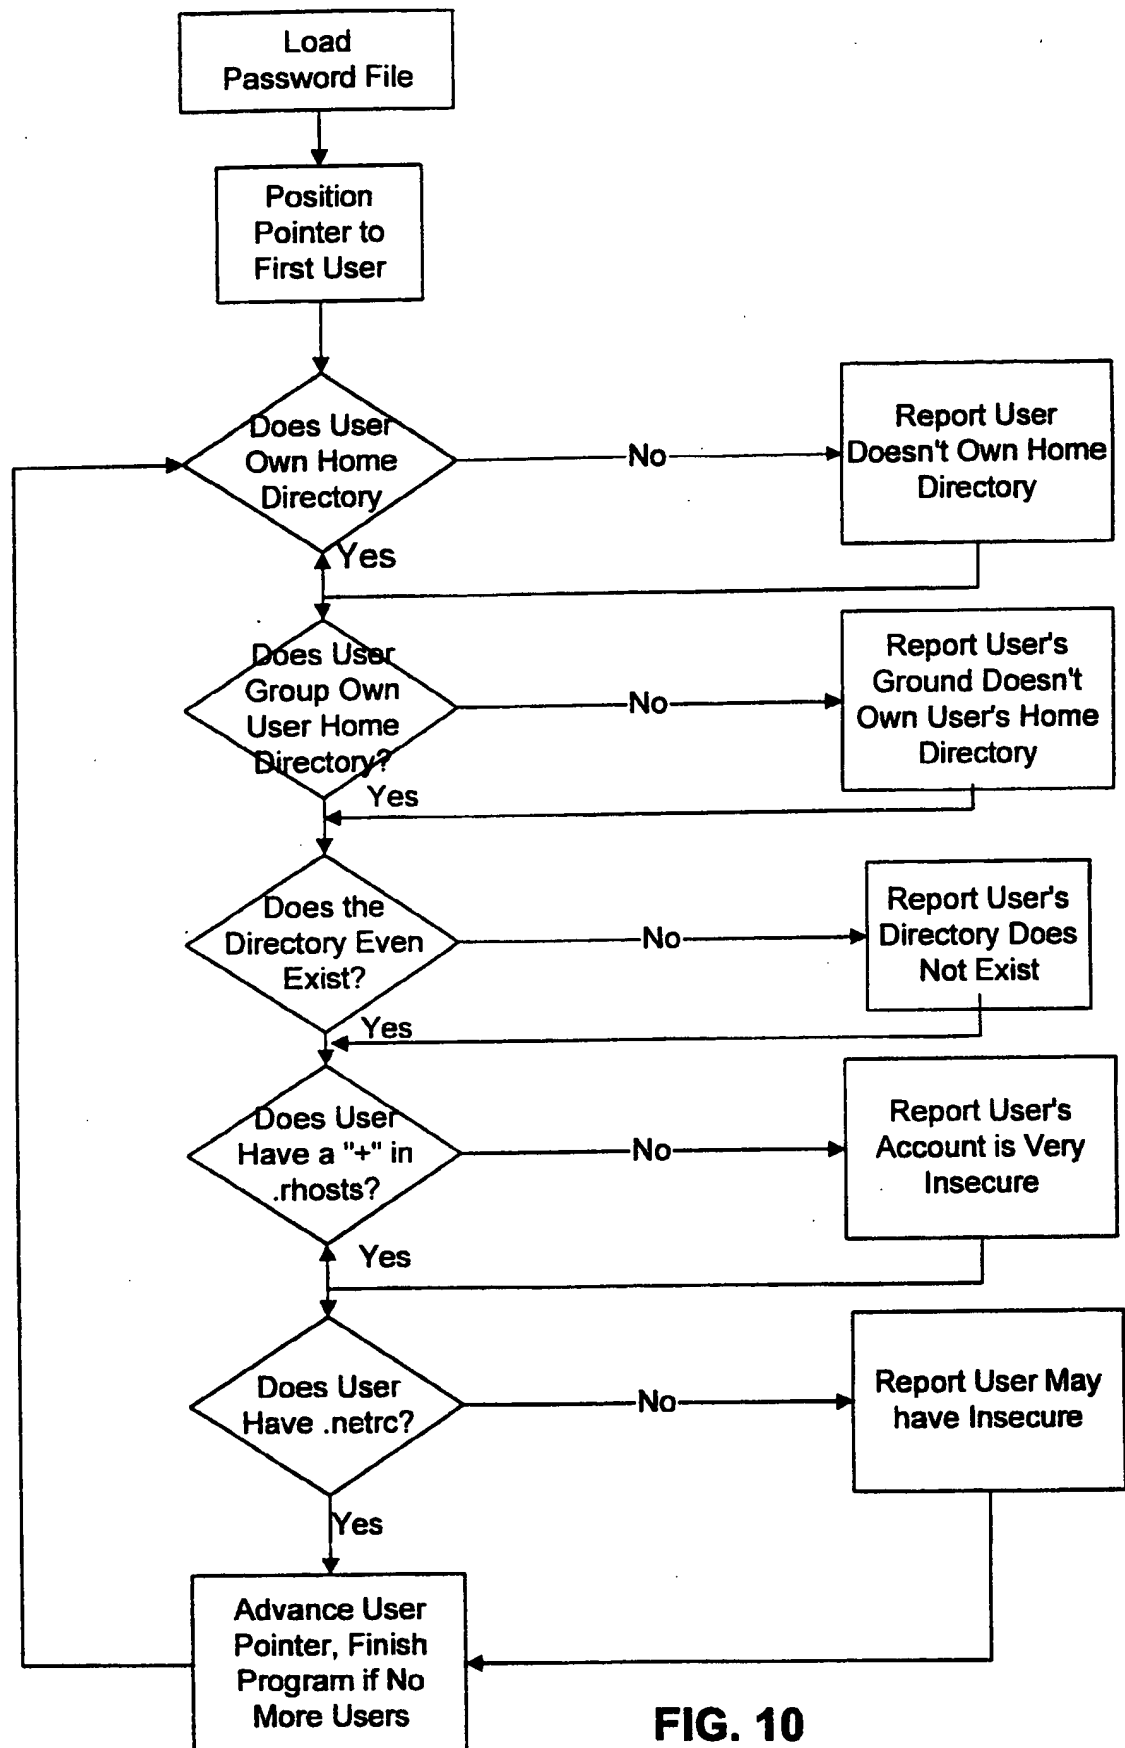 Load
Password File
Position
Pointer to
First User
Does User
Own Home
Directory
No
Report User
Doesn't Own Home
Directory
Yes
Does User
Group Own
User Home
Directory?
No
Report User's
Ground Doesn't
Own User's Home
Directory
Yes
Does the
Directory Even
Exist?
No
Report User's
Directory Does
Not Exist
Yes
Does User
Have a "+" in
.rhosts?
No
Report User's
Account is Very
Insecure
Yes
Does User
Have .netrc?
No
Report User May
have Insecure
Yes
Advance User
Pointer, Finish
Program if No
More Users
FIG. 10